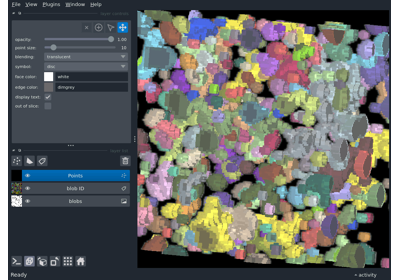 File View Plugins Window Help
opacity: 1.00
point size: 10
blending: translucent
symbol: disc
face color: white
edge color: dimgrey
display text:
out of slice:
Points
blob ID
blobs
Ready
activity